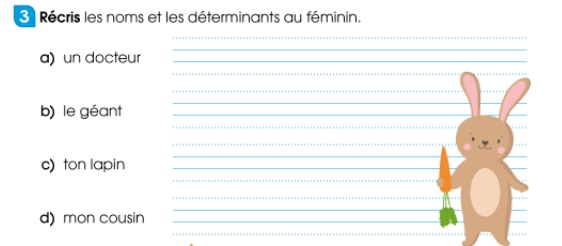 3 Récris les noms et les déterminants au féminin.
a) un docteur
b) le géant
c) ton lapin
d) mon cousin